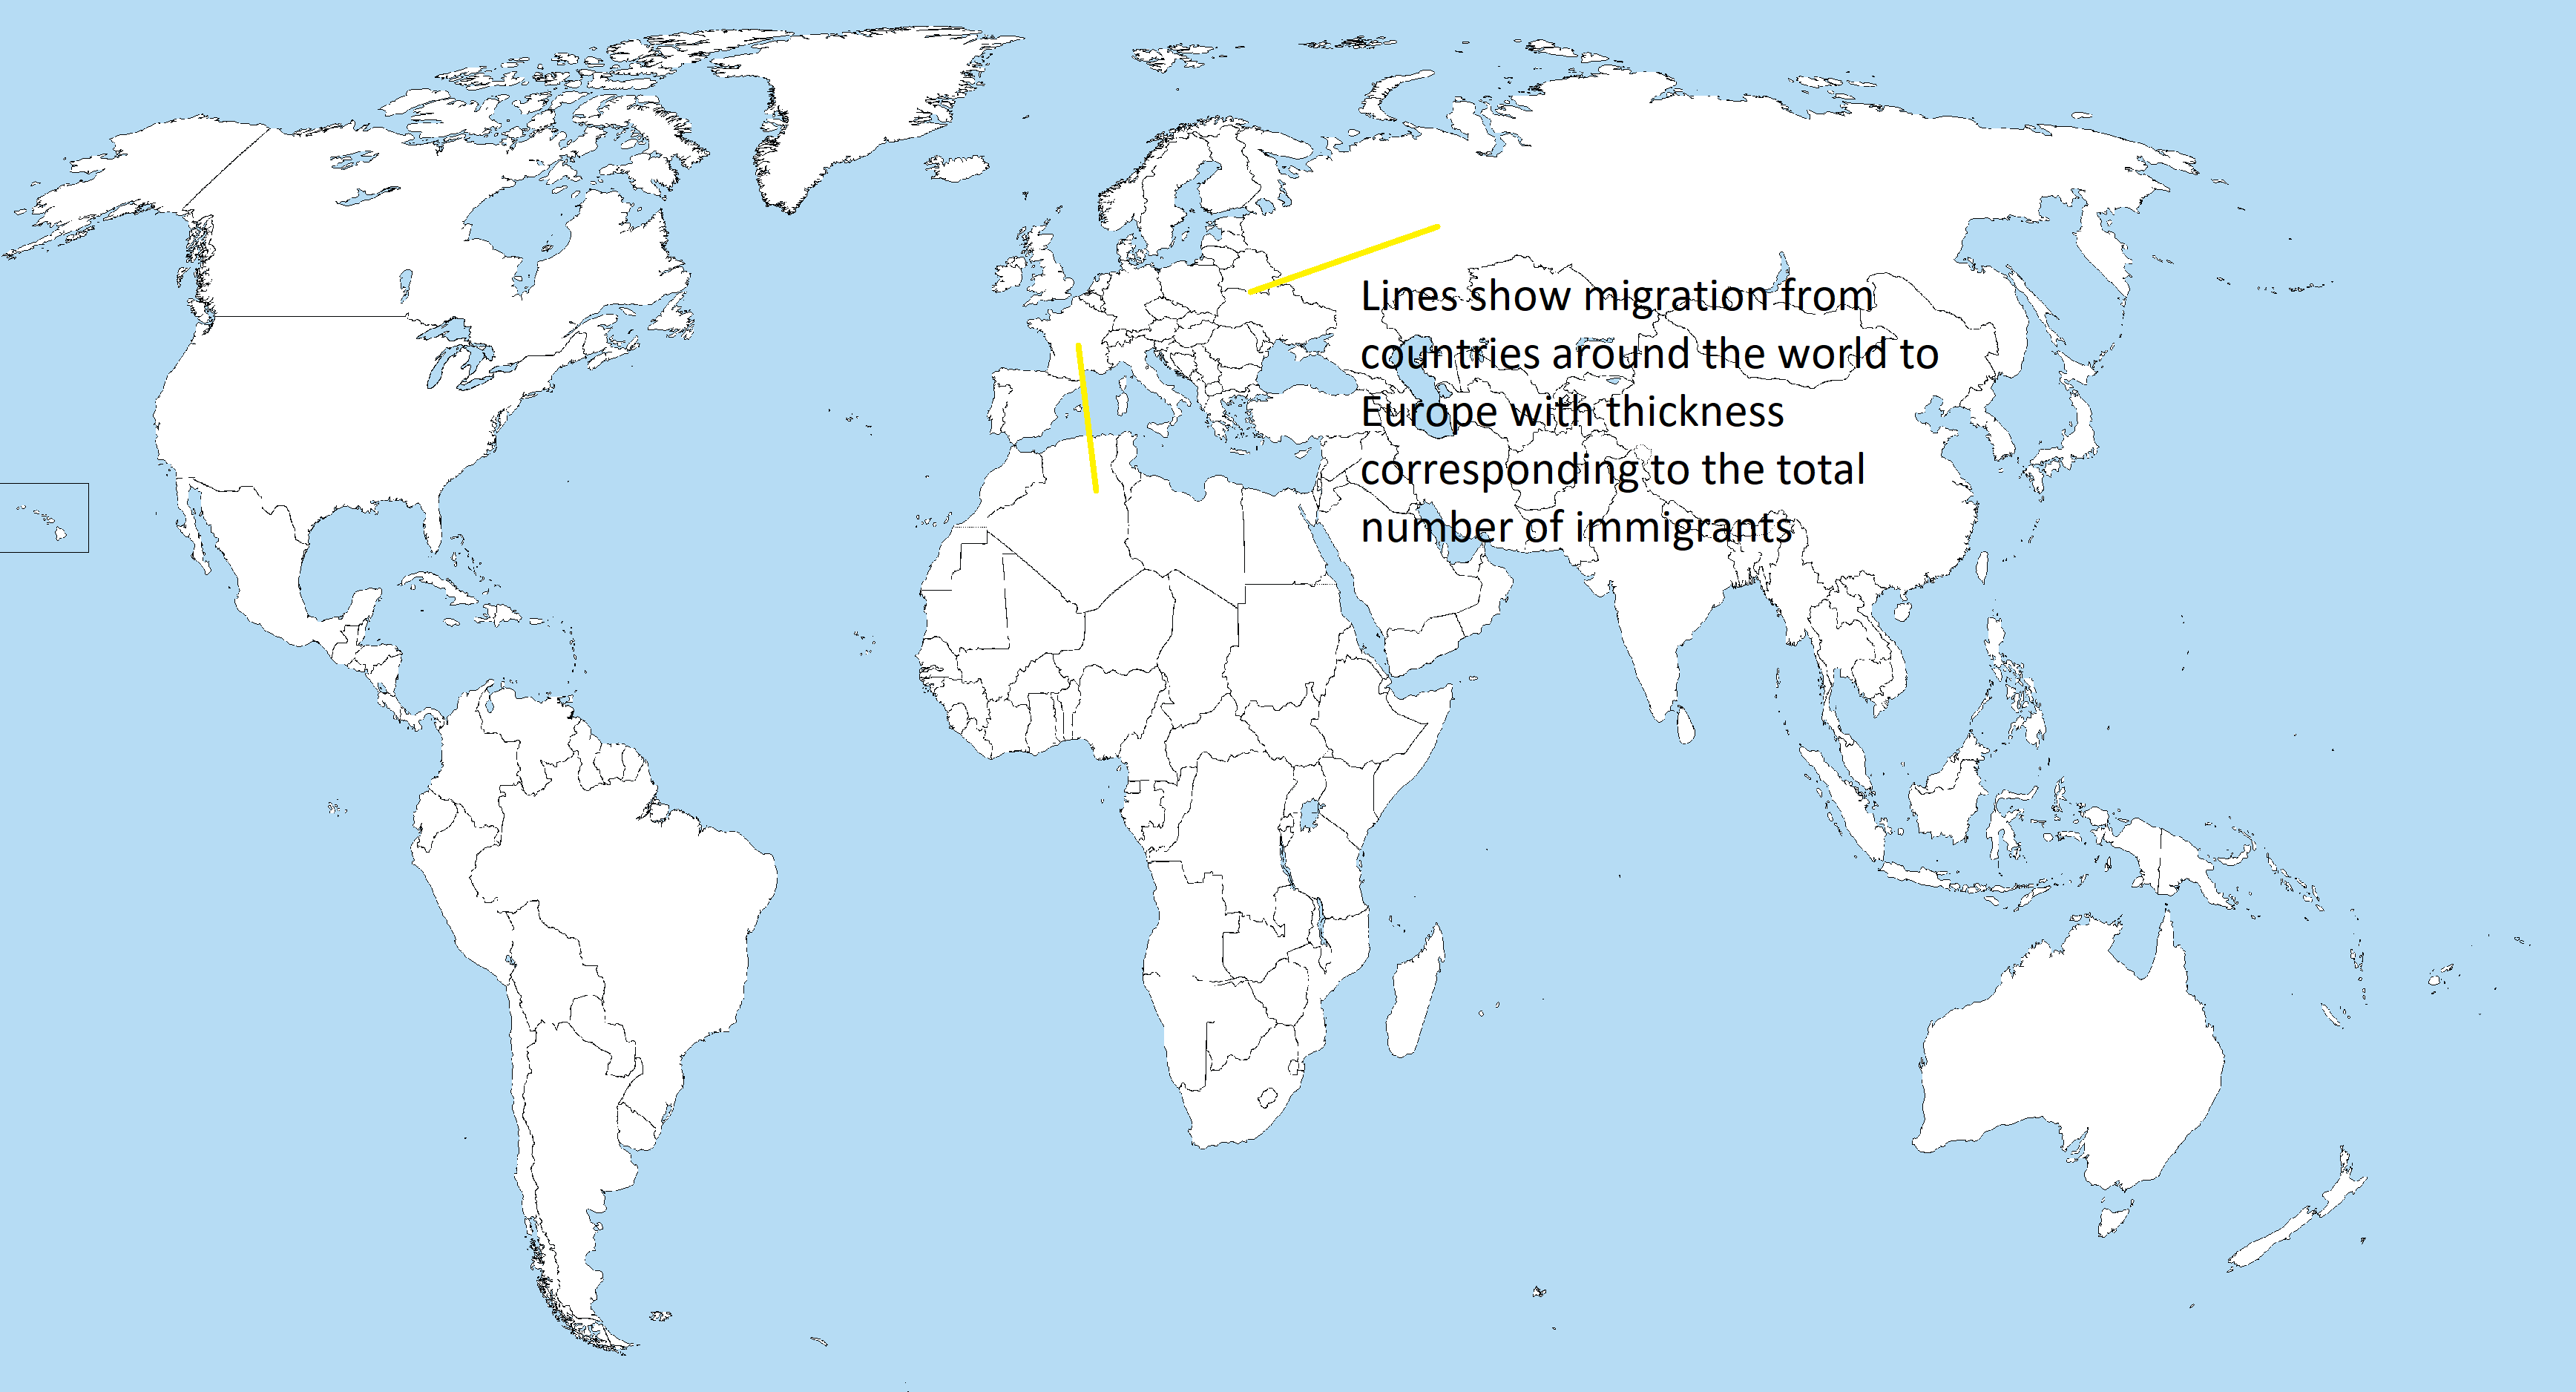 Lines show migration from
countries around the world to
Europe with thickness
corresponding to the total
number of immigrants